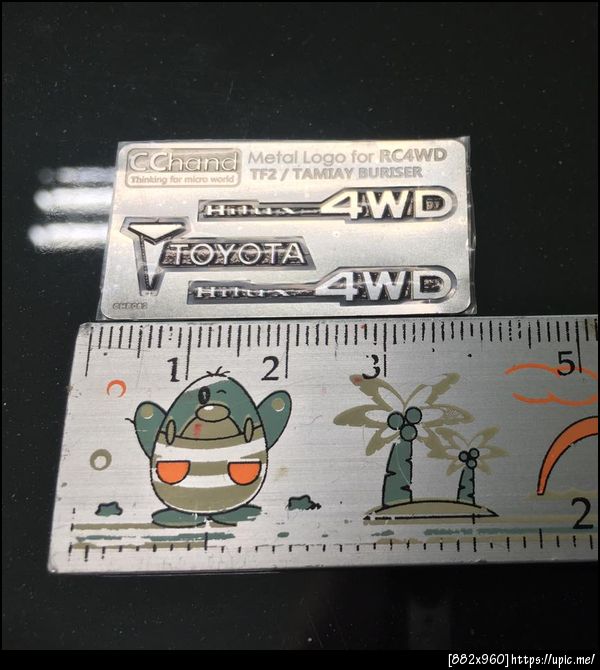 CChand
Thinking for micro world
Metal Logo for RC4WD
TF2 / TAMIAY BURISER
HILUX 4WD
TOYOTA
HILUX 4WD
1 2 3 5
2
[882x960]https://upic.me/